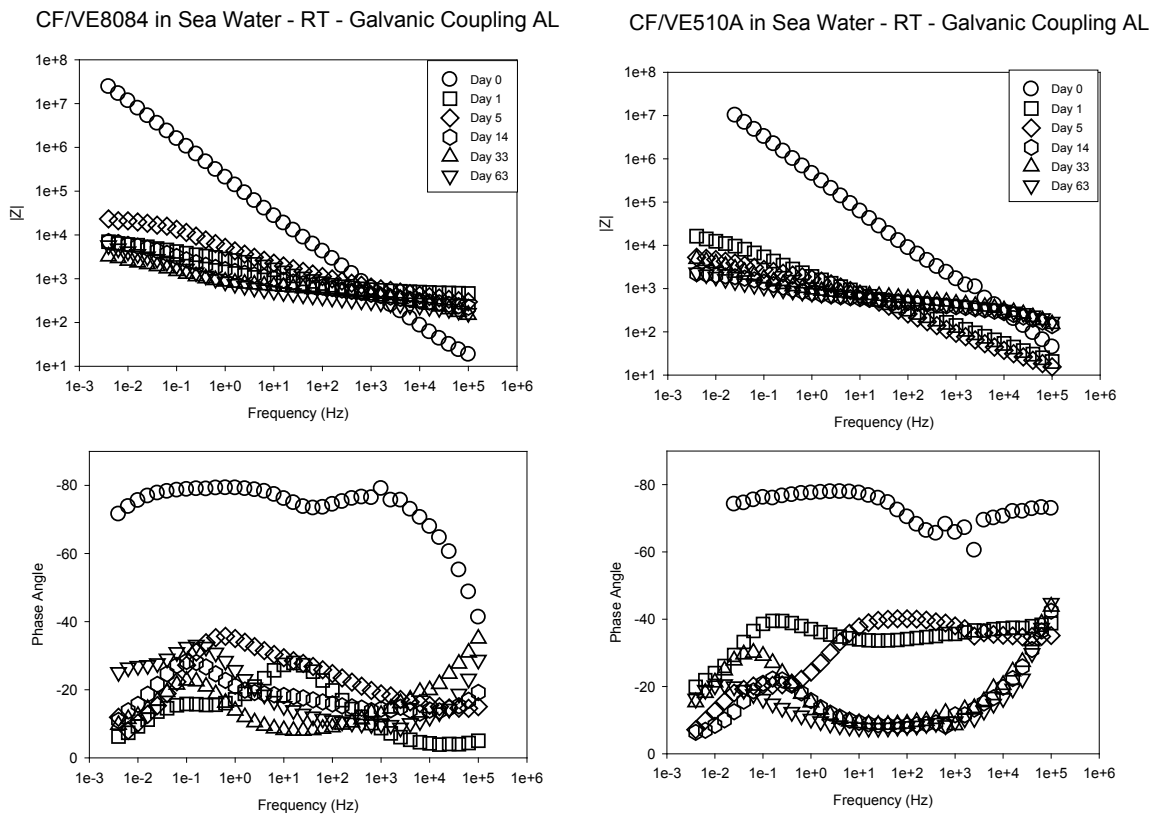 CF/VE8084 in Sea Water - RT - Galvanic Coupling AL
1e+8
1e+7
1e+6
1e+5
1e+4
1e+3
1e+2
1e+1
|Z|
Day 0
Day 1
Day 5
Day 14
Day 33
Day 63
1e-3 1e-2 1e-1 1e+0 1e+1 1e+2 1e+3 1e+4 1e+5 1e+6
Frequency (Hz)
CF/VE510A in Sea Water - RT - Galvanic Coupling AL
1e+8
1e+7
1e+6
1e+5
1e+4
1e+3
1e+2
1e+1
|Z|
Day 0
Day 1
Day 5
Day 14
Day 33
Day 63
1e-3 1e-2 1e-1 1e+0 1e+1 1e+2 1e+3 1e+4 1e+5 1e+6
Frequency (Hz)
-80
-60
-40
-20
0
Phase Angle
1e-3 1e-2 1e-1 1e+0 1e+1 1e+2 1e+3 1e+4 1e+5 1e+6
Frequency (Hz)
-80
-60
-40
-20
0
Phase Angle
1e-3 1e-2 1e-1 1e+0 1e+1 1e+2 1e+3 1e+4 1e+5 1e+6
Frequency (Hz)